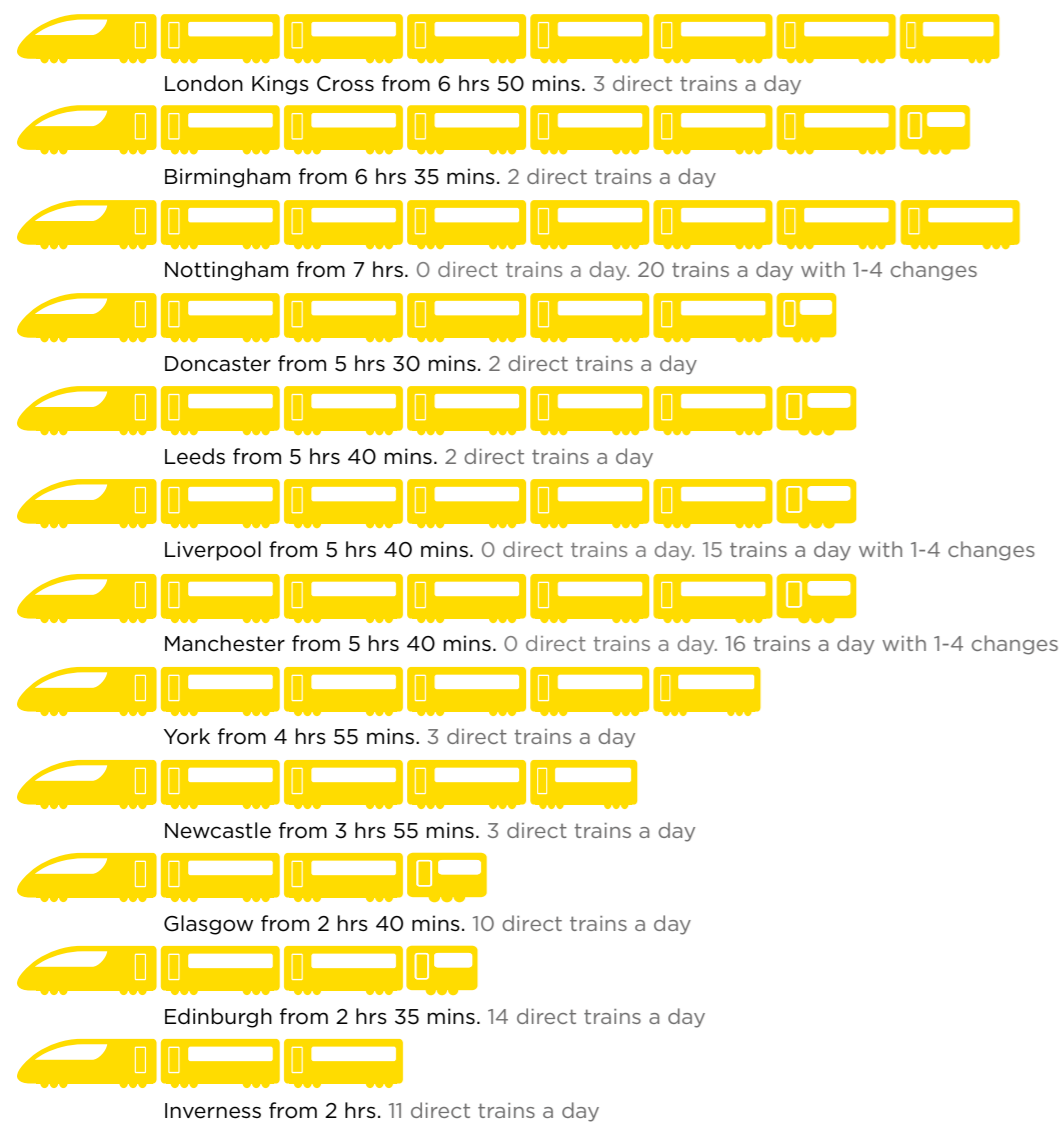 London Kings Cross from 6 hrs 50 mins. 3 direct trains a day
Birmingham from 6 hrs 35 mins. 2 direct trains a day
Nottingham from 7 hrs. 0 direct trains a day. 20 trains a day with 1-4 changes
Doncaster from 5 hrs 30 mins. 2 direct trains a day
Leeds from 5 hrs 40 mins. 2 direct trains a day
Liverpool from 5 hrs 40 mins. 0 direct trains a day. 15 trains a day with 1-4 changes
Manchester from 5 hrs 40 mins. 0 direct trains a day. 16 trains a day with 1-4 changes
York from 4 hrs 55 mins. 3 direct trains a day
Newcastle from 3 hrs 55 mins. 3 direct trains a day
Glasgow from 2 hrs 40 mins. 10 direct trains a day
Edinburgh from 2 hrs 35 mins. 14 direct trains a day
Inverness from 2 hrs. 11 direct trains a day